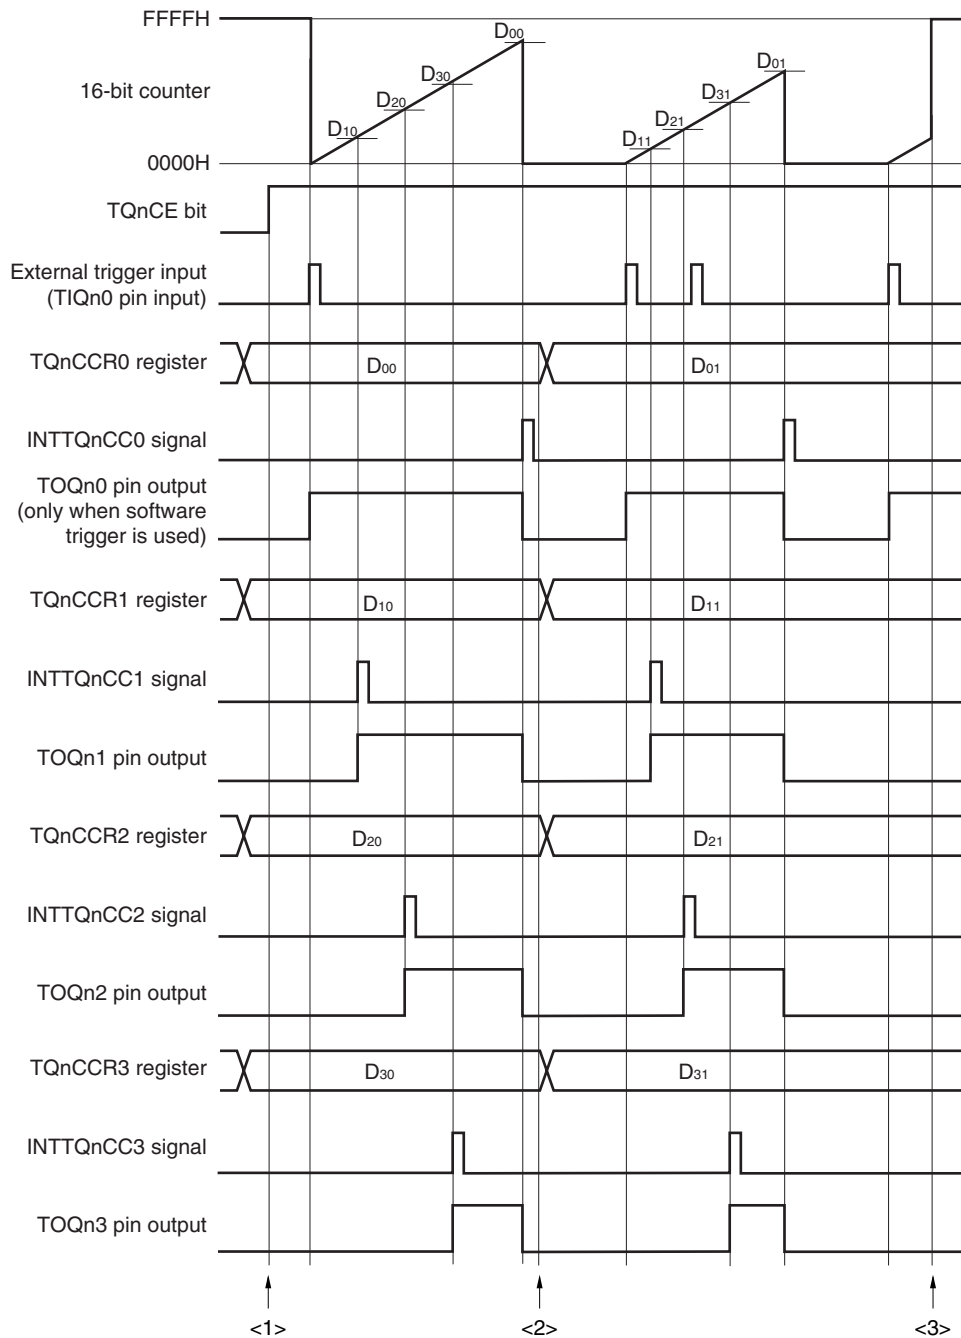 FFFFH
D00
D30
D01
16-bit counter
D20
D31
D10
D21
D11
0000H
TQnCE bit
External trigger input
(TIQn0 pin input)
TQnCCR0 register
D00
D01
INTTQnCC0 signal
TOQn0 pin output
(only when software
trigger is used)
TQnCCR1 register
D10
D11
INTTQnCC1 signal
TOQn1 pin output
TQnCCR2 register
D20
D21
INTTQnCC2 signal
TOQn2 pin output
TQnCCR3 register
D30
D31
INTTQnCC3 signal
TOQn3 pin output
<1>
<2>
<3>